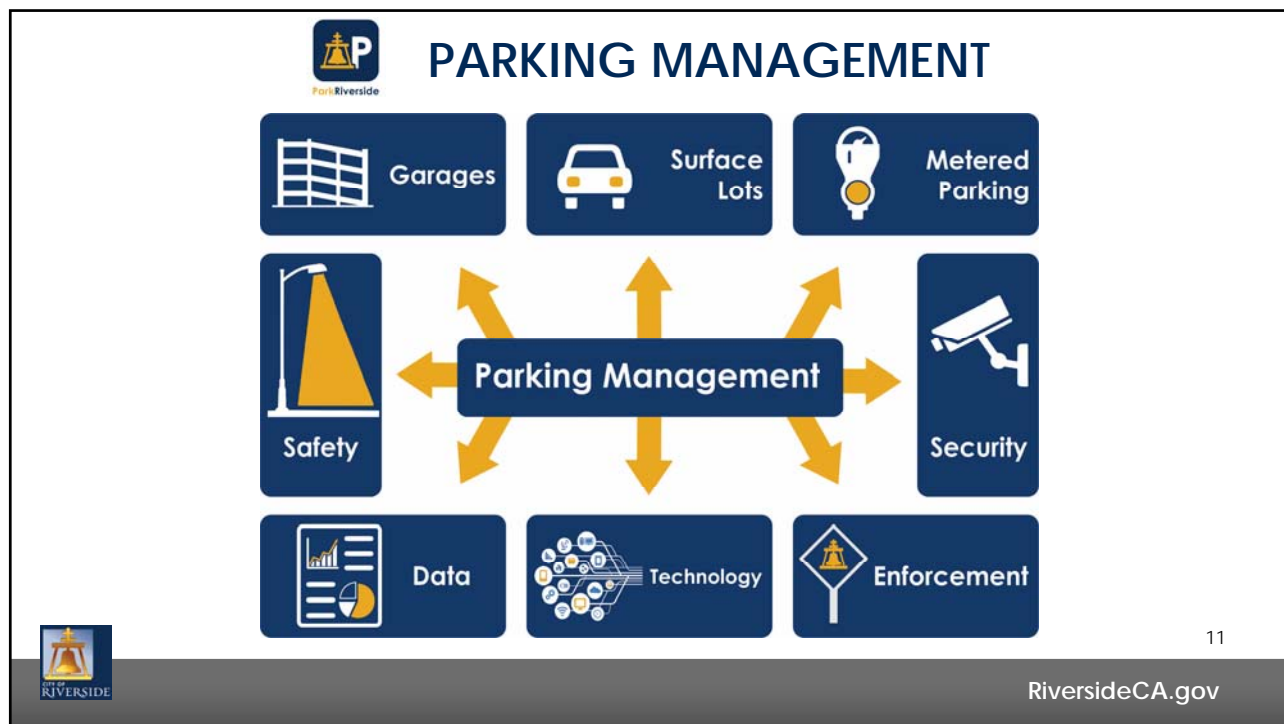 P
ParkRiverside
PARKING MANAGEMENT
Garages
Surface
Lots
Metered
Parking
Safety
Parking Management
Security
Data
Technology
Enforcement
11
CITY OF
RIVERSIDE
RiversideCA.gov